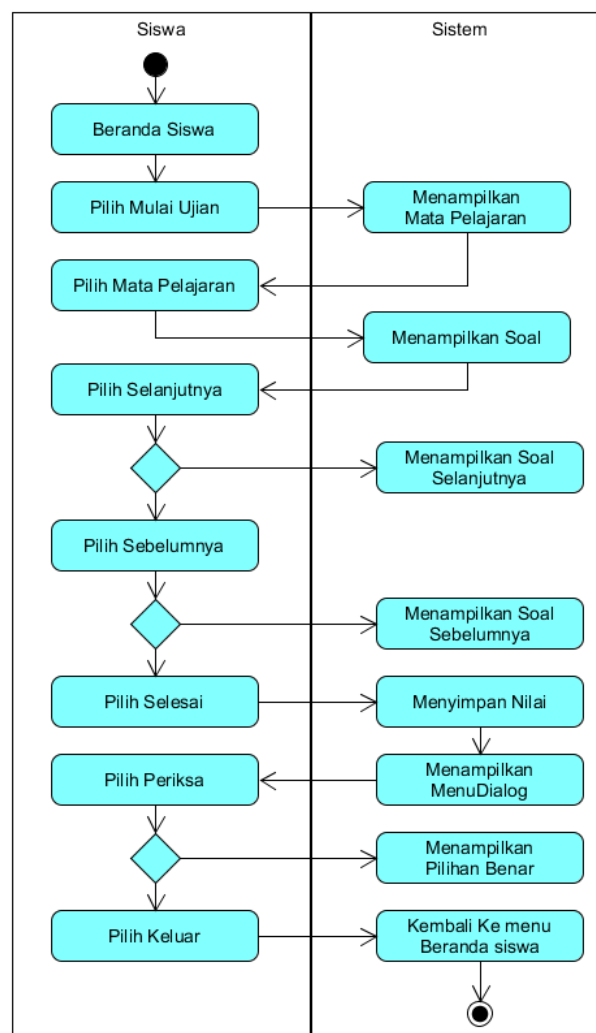 Siswa
Sistem
Beranda Siswa
Pilih Mulai Ujian
Menampilkan
Mata Pelajaran
Pilih Mata Pelajaran
Menampilkan Soal
Pilih Selanjutnya
Menampilkan Soal
Selanjutnya
Pilih Sebelumnya
Menampilkan Soal
Sebelumnya
Pilih Selesai
Menyimpan Nilai
Pilih Periksa
Menampilkan
MenuDialog
Menampilkan
Pilihan Benar
Pilih Keluar
Kembali Ke menu
Beranda siswa